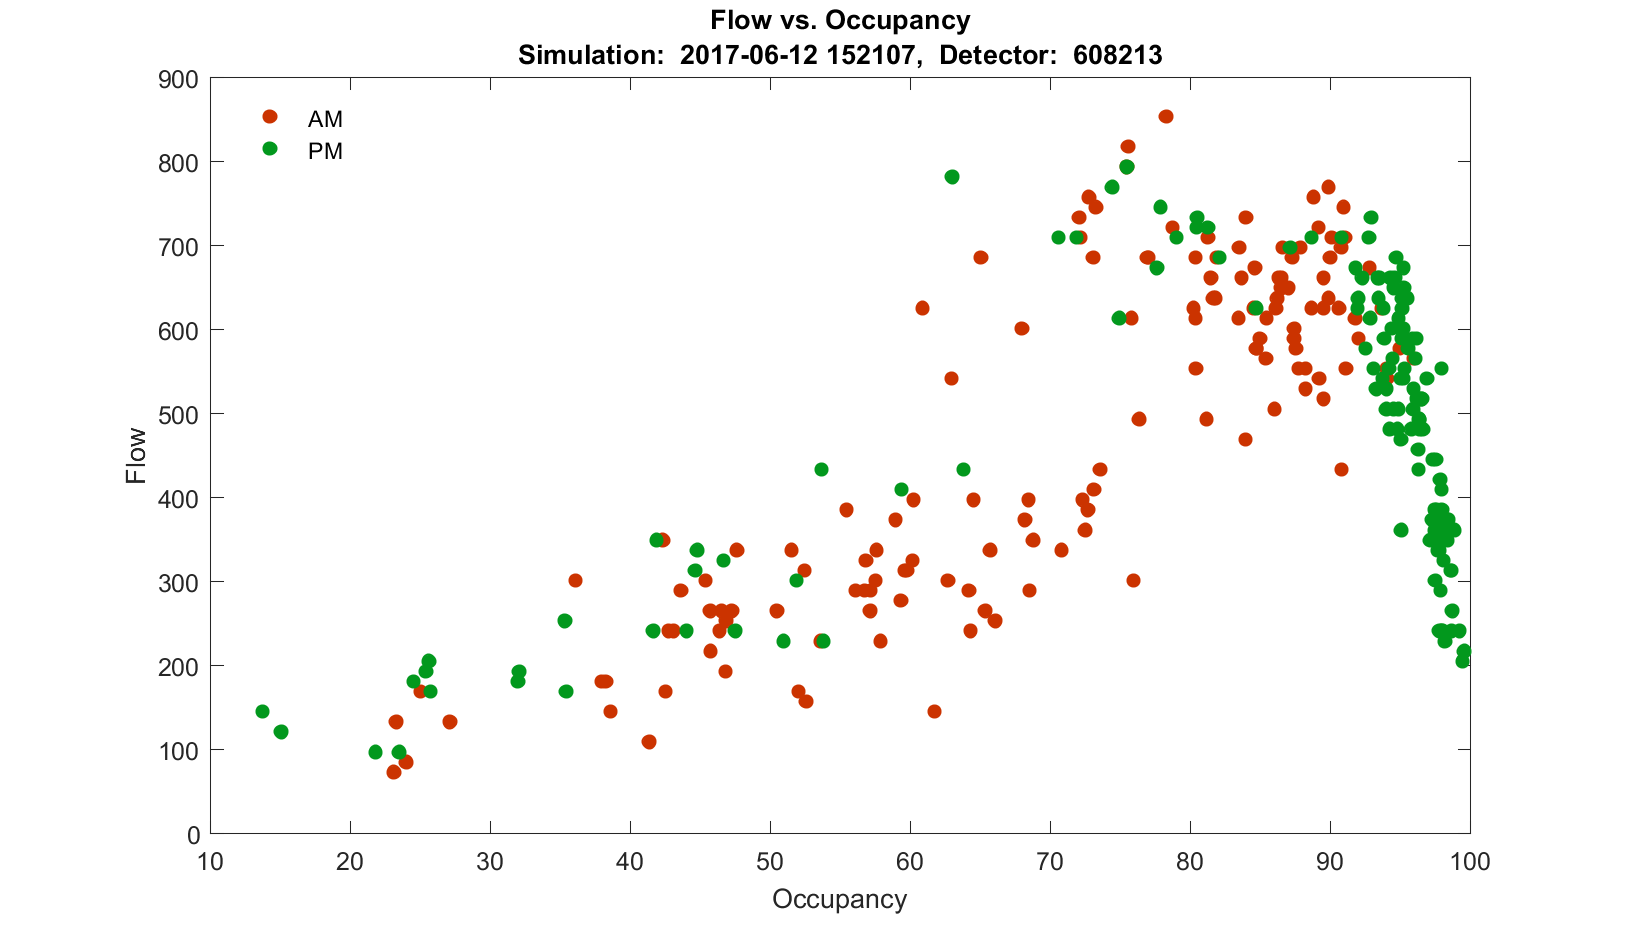 Flow vs. Occupancy
Simulation:  2017-06-12 152107,  Detector:  608213
900
800
700
600
500
400
300
200
100
0
Flow
AM
PM
10 20 30 40 50 60 70 80 90 100
Occupancy